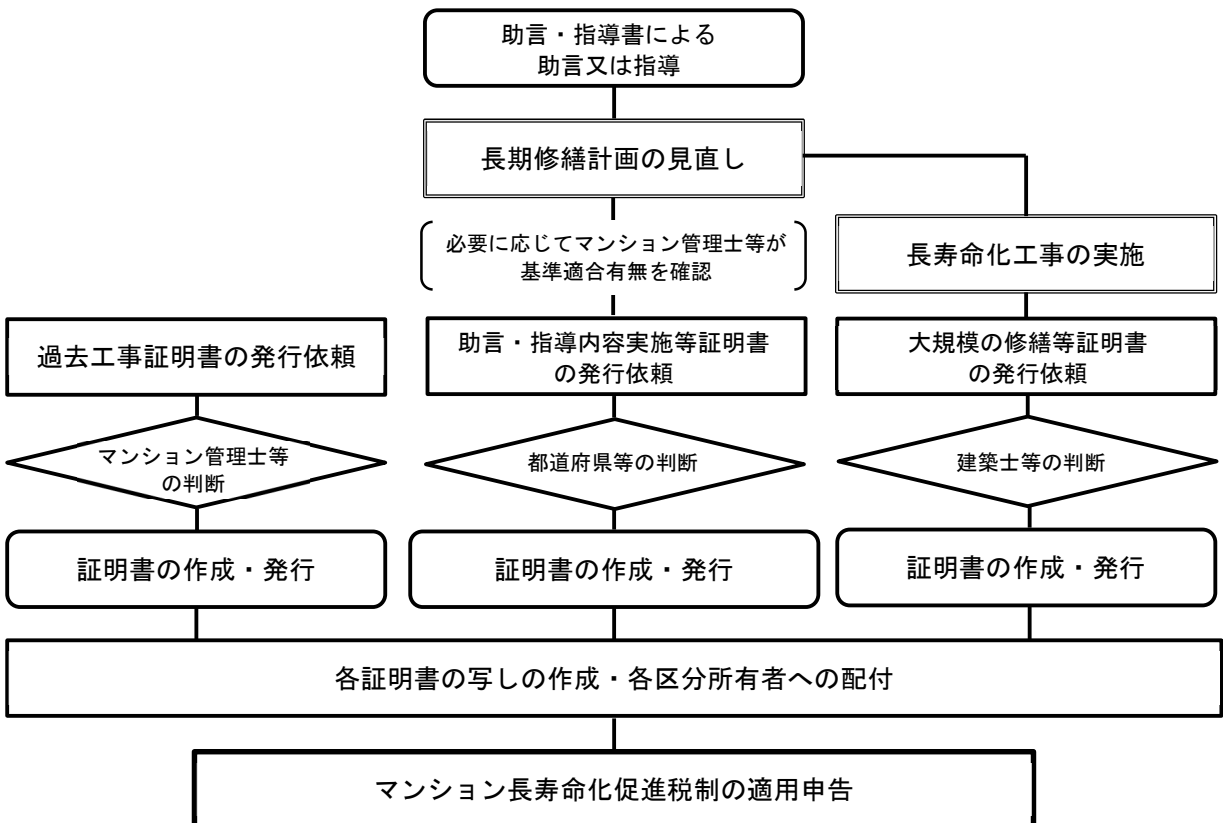 助言・指導書による
助言又は指導
長期修繕計画の見直し
必要に応じてマンション管理士等が
基準適合有無を確認
長寿命化工事の実施
過去工事証明書の発行依頼
助言・指導内容実施等証明書
の発行依頼
大規模の修繕等証明書
の発行依頼
マンション管理士等
の判断
都道府県等の判断
建築士等の判断
証明書の作成・発行
証明書の作成・発行
証明書の作成・発行
各証明書の写しの作成・各区分所有者への配付
マンション長寿命化促進税制の適用申告